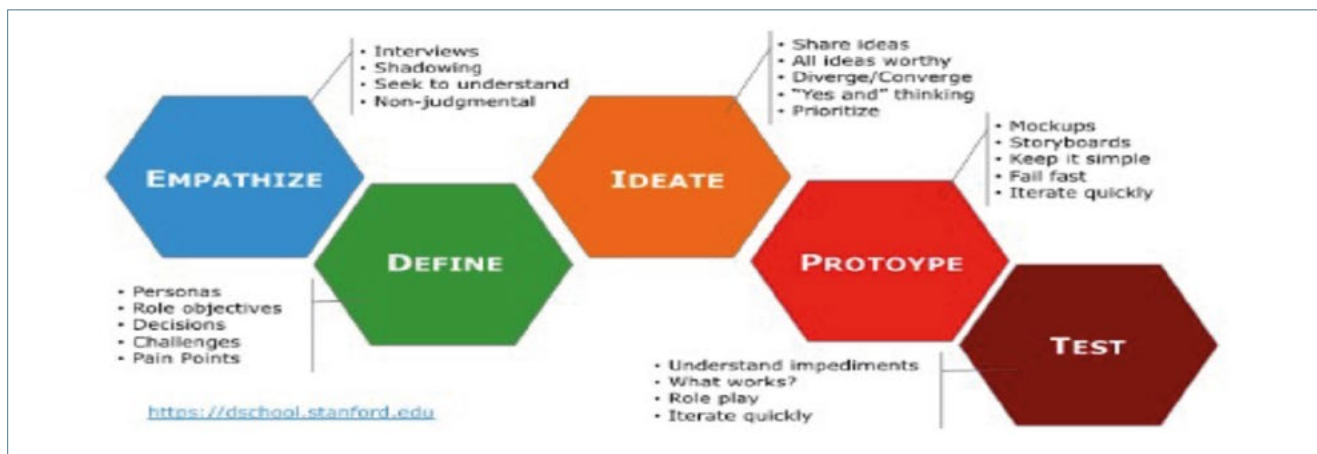 EMPATHIZE
• Interviews
• Shadowing
• Seek to understand
• Non-judgmental
DEFINE
• Personas
• Role objectives
• Decisions
• Challenges
• Pain Points
IDEATE
• Share ideas
• All ideas worthy
• Diverge/Converge
• "Yes and" thinking
• Prioritize
PROTOYPE
• Mockups
• Storyboards
• Keep it simple
• Fail fast
• Iterate quickly
TEST
• Understand impediments
• What works?
• Role play
• Iterate quickly
https://dschool.stanford.edu